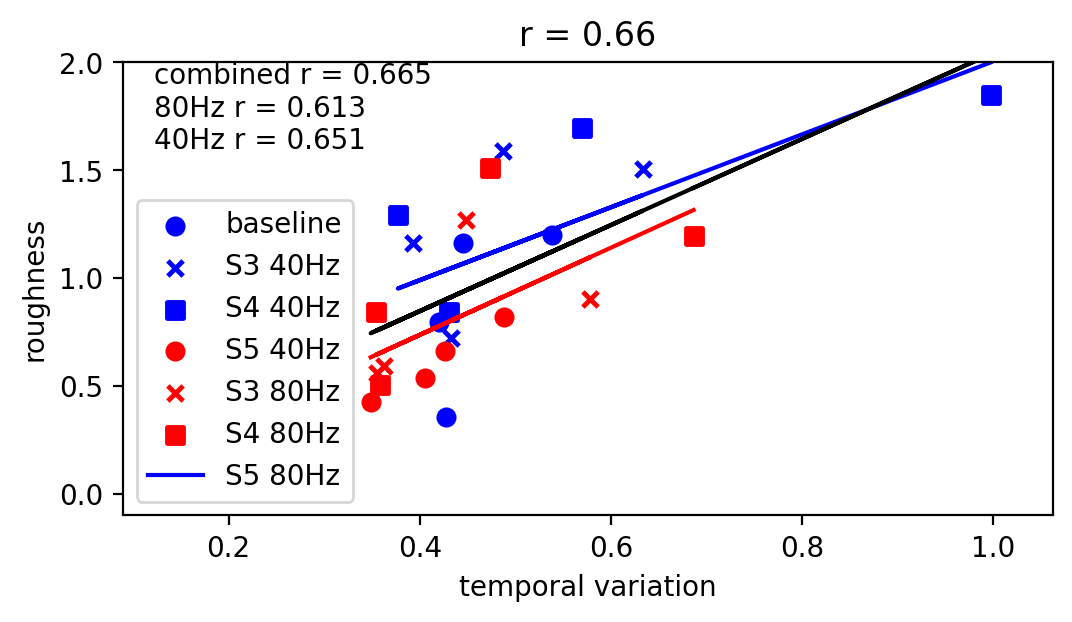 r = 0.66
combined r = 0.665
80Hz r = 0.613
40Hz r = 0.651
2.0
1.5
1.0
0.5
0.0
roughness
baseline
S3 40Hz
S4 40Hz
S5 40Hz
S3 80Hz
S4 80Hz
S5 80Hz
0.2 0.4 0.6 0.8 1.0
temporal variation